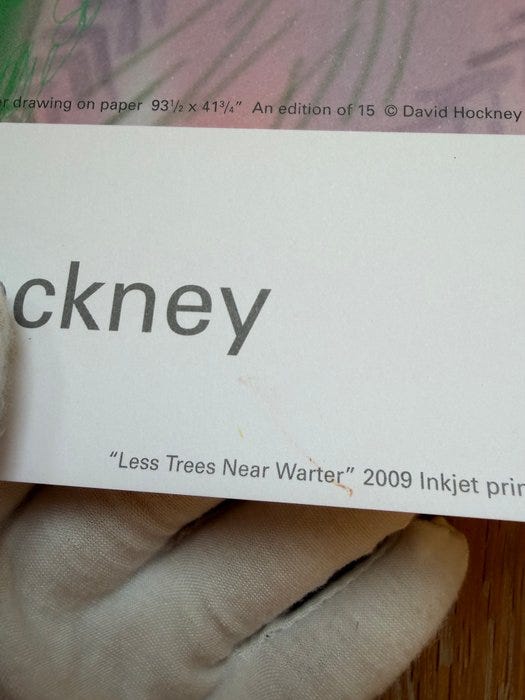 drawing on paper 93½ x 41¾" An edition of 15 © David Hockney
ckney
“Less Trees Near Warter” 2009 Inkjet prin